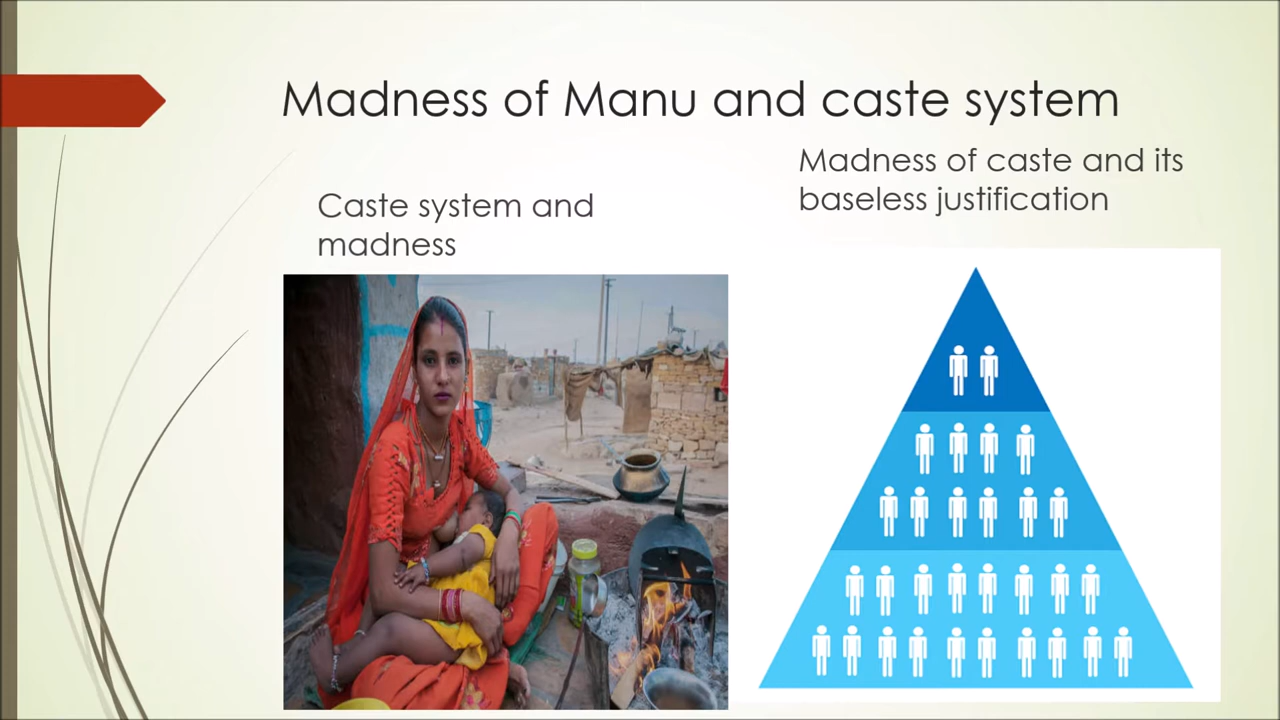 Madness of Manu and caste system
Caste system and
madness
Madness of caste and its
baseless justification